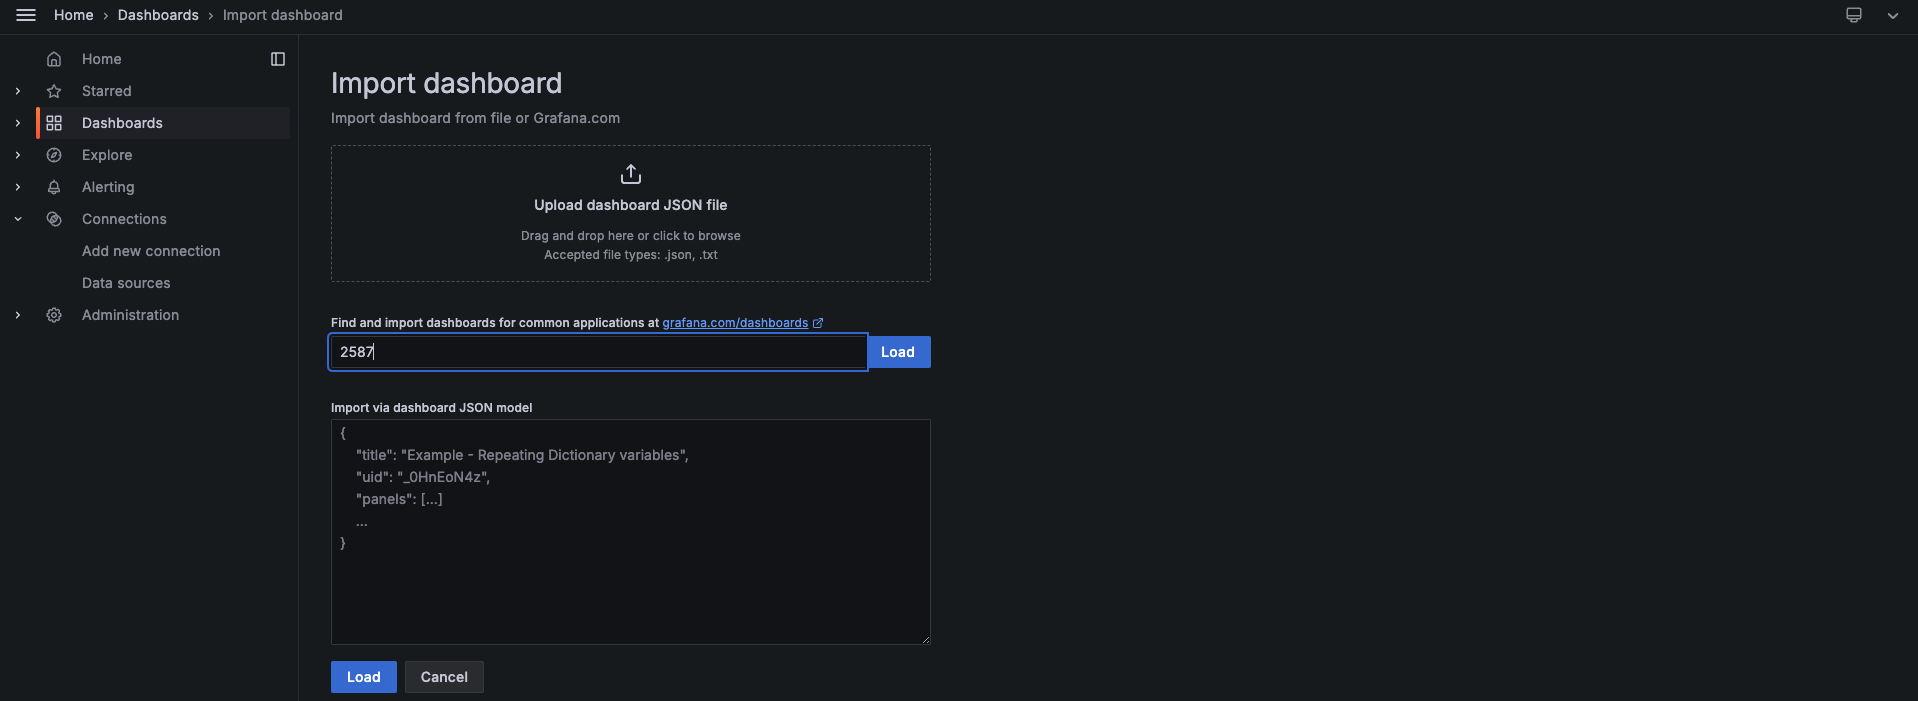 Home › Dashboards › Import dashboard
Home
Starred
Dashboards
Explore
Alerting
Connections
Add new connection
Data sources
Administration
Import dashboard
Import dashboard from file or Grafana.com
Upload dashboard JSON file
Drag and drop here or click to browse
Accepted file types: .json, .txt
Find and import dashboards for common applications at grafana.com/dashboards
2587
Load
Import via dashboard JSON model
{
"title": "Example - Repeating Dictionary variables",
"uid": "_0HnEoN4z",
"panels": [...]
...
}
Load
Cancel